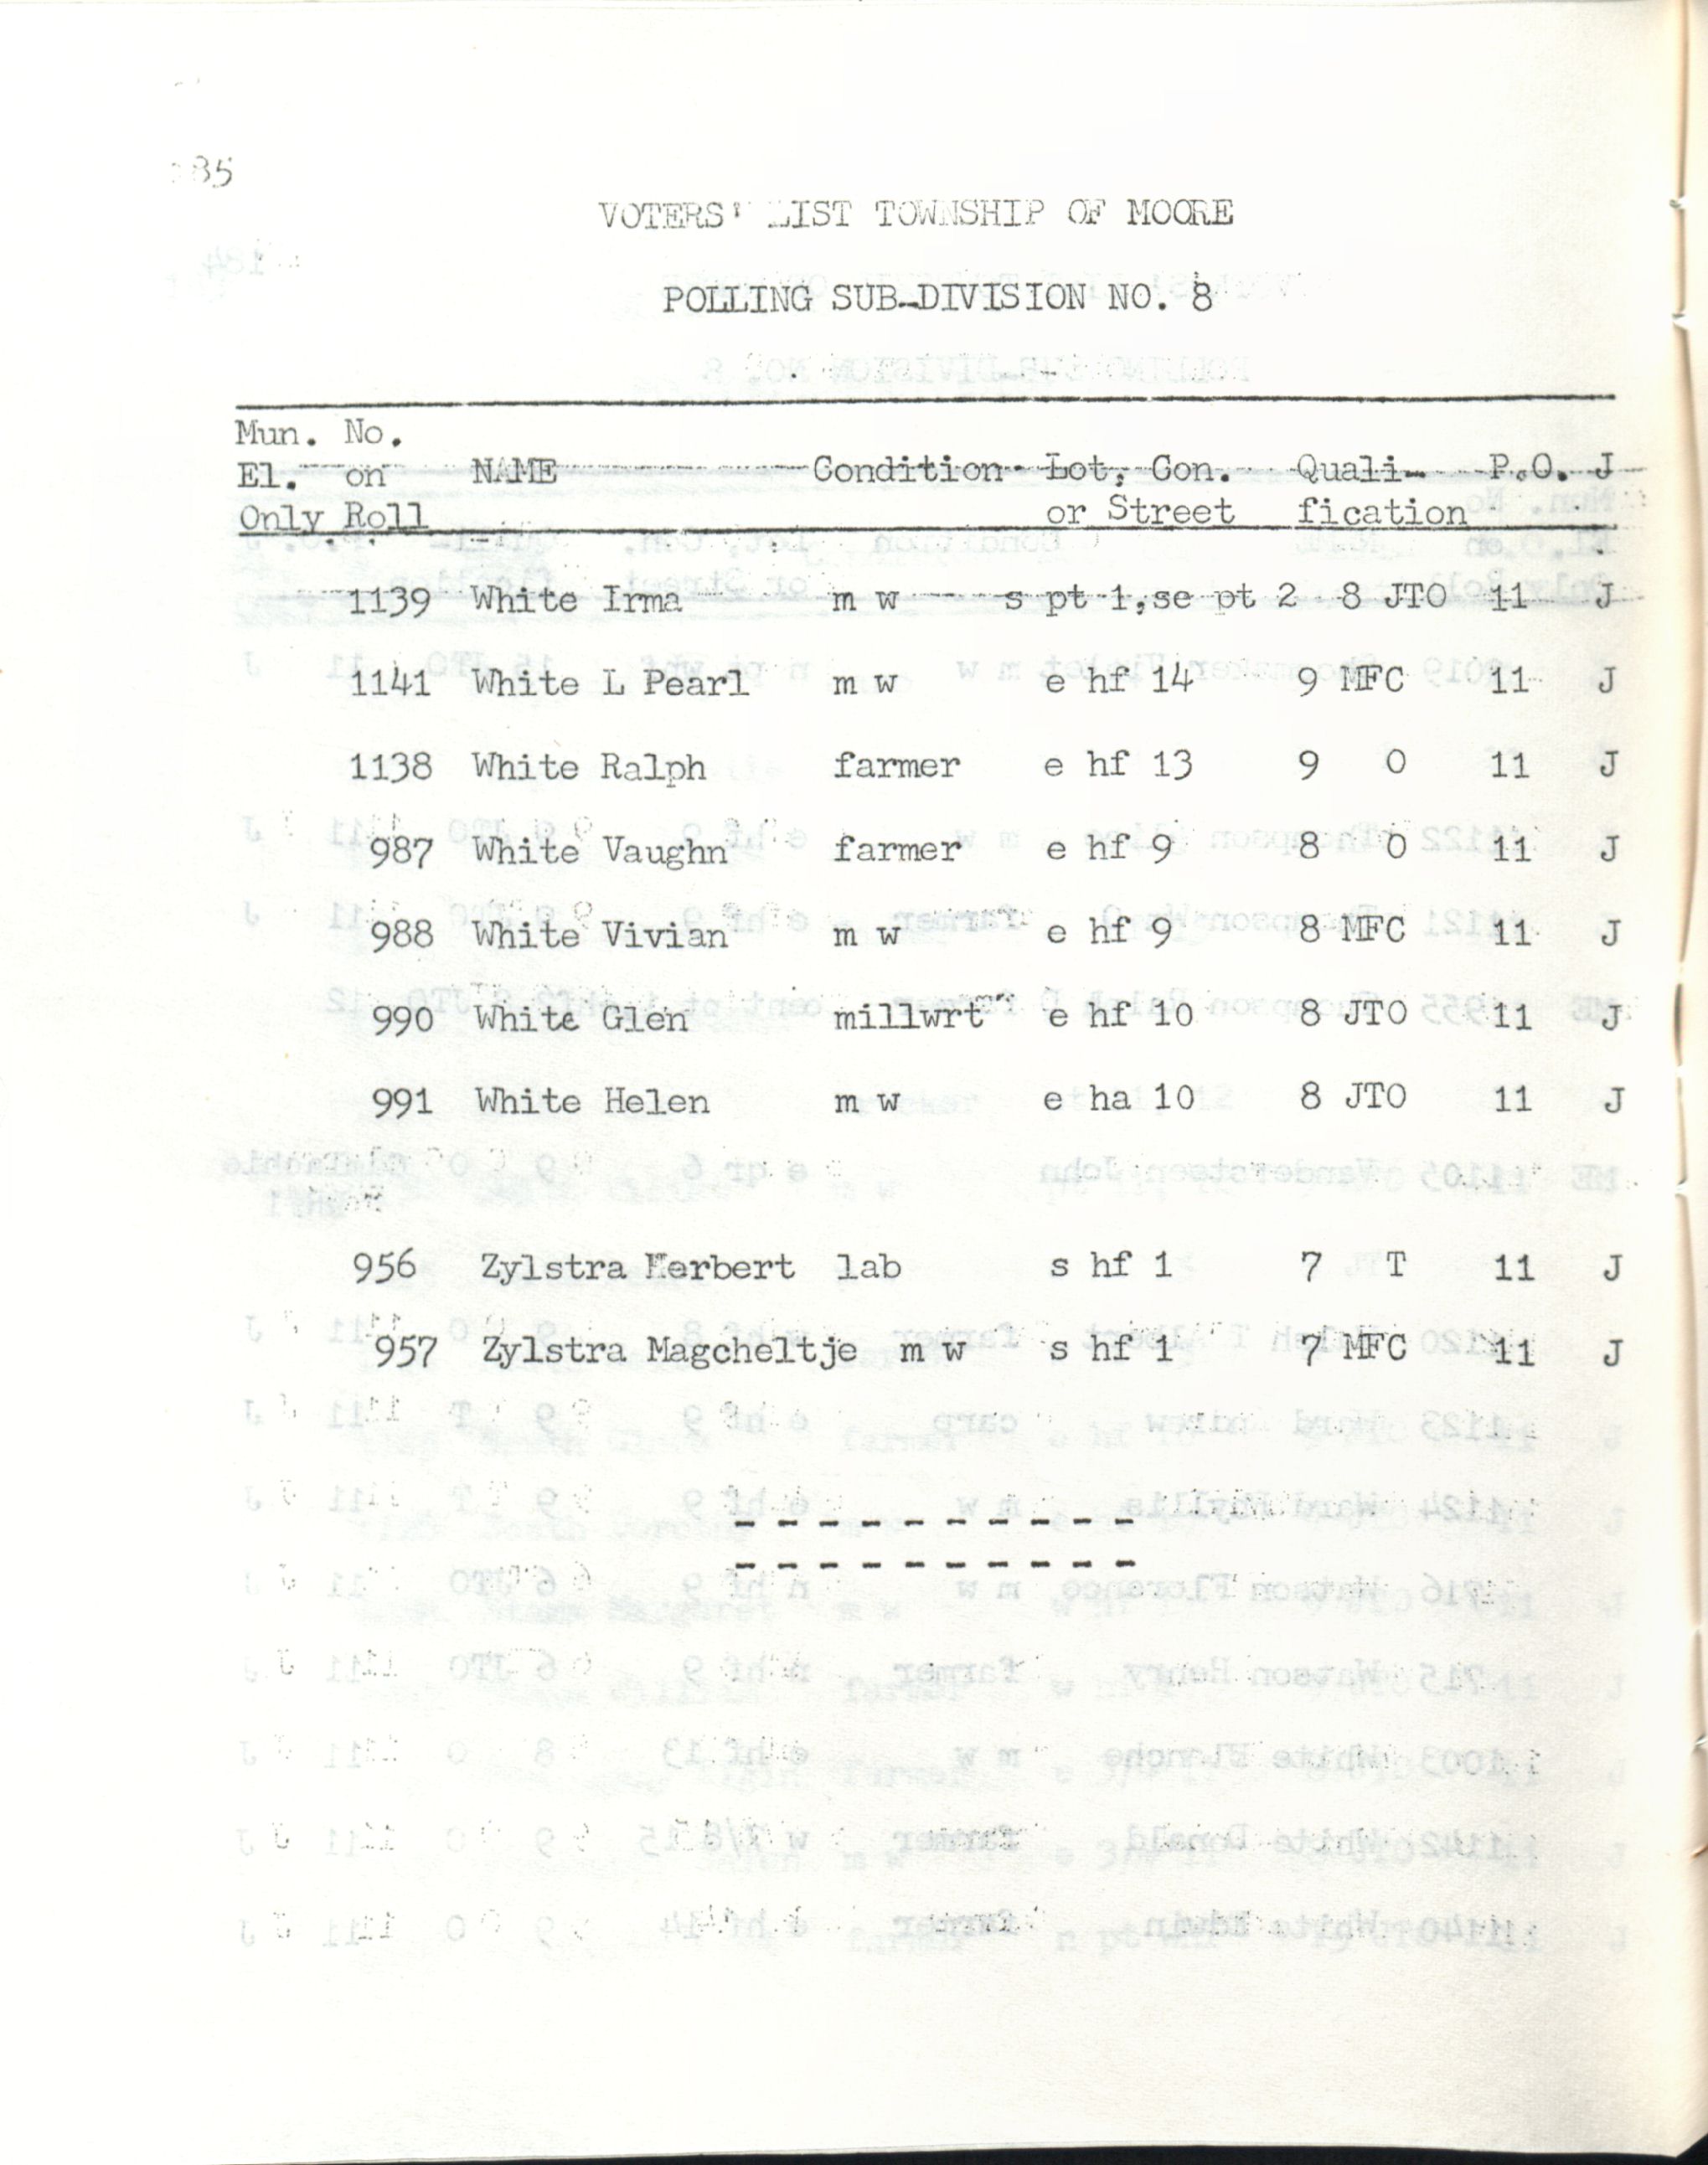 85
VOTERS' LIST TOWNSHIP OF MOORE
POLLING SUB-DIVISION NO. 8
Mun. No.
El. on NAME Condition Lot, Con. Quali- P.O. J
Only Roll or Street fication
1139 White Irma m w s pt 1,se pt 2 8 JTO 11 J
1141 White L Pearl m w e hf 14 9 MFC 11 J
1138 White Ralph farmer e hf 13 9 O 11 J
987 White Vaughn farmer e hf 9 8 O 11 J
988 White Vivian m w e hf 9 8 MFC 11 J
990 White Glen millwrt e hf 10 8 JTO 11 J
991 White Helen m w e ha 10 8 JTO 11 J
956 Zylstra Herbert lab s hf 1 7 T 11 J
957 Zylstra Magcheltje m w s hf 1 7 MFC 11 J